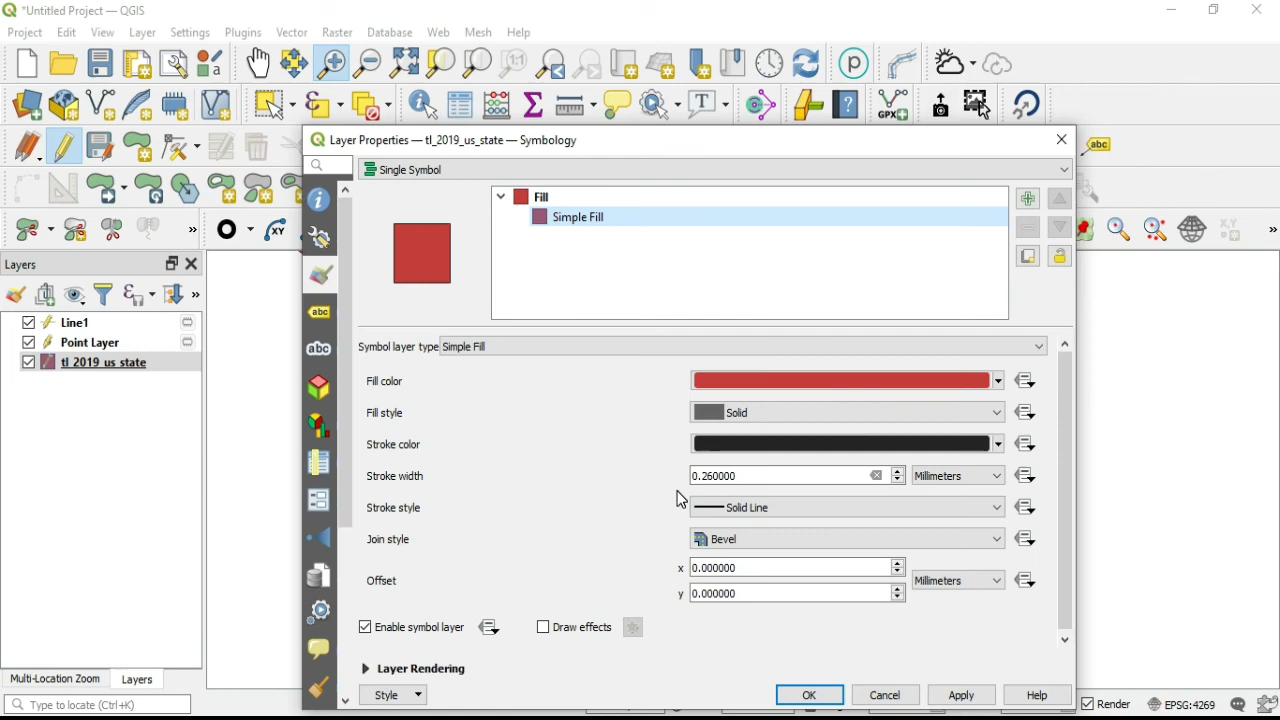 *Untitled Project — QGIS
Project Edit View Layer Settings Plugins Vector Raster Database Web Mesh Help
Layer Properties — tl_2019_us_state — Symbology
Single Symbol
Fill
Simple Fill
Layers
Line1
Point Layer
tl 2019 us state
Symbol layer type Simple Fill
Fill color
Fill style Solid
Stroke color
Stroke width 0.260000 Millimeters
Stroke style Solid Line
Join style Bevel
Offset x 0.000000 Millimeters
y 0.000000
Enable symbol layer Draw effects
Layer Rendering
Style OK Cancel Apply Help
Multi-Location Zoom Layers
Type to locate (Ctrl+K) Render EPSG:4269